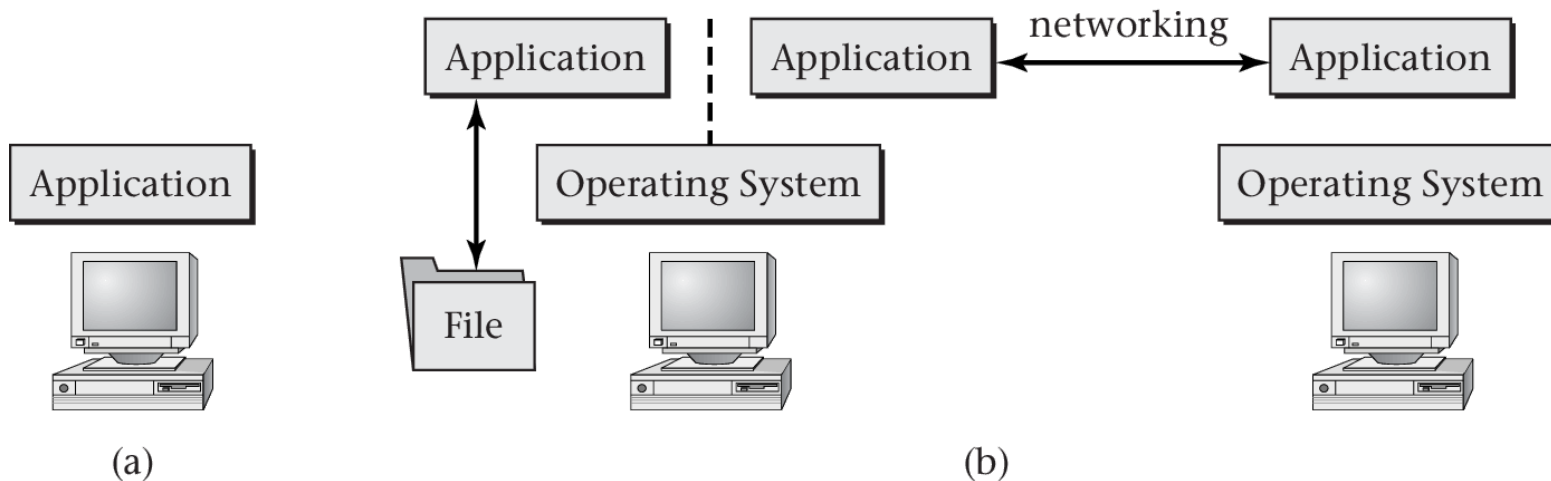 networking
Application
Application
Application
Application
Operating System
Operating System
File
(a)
(b)